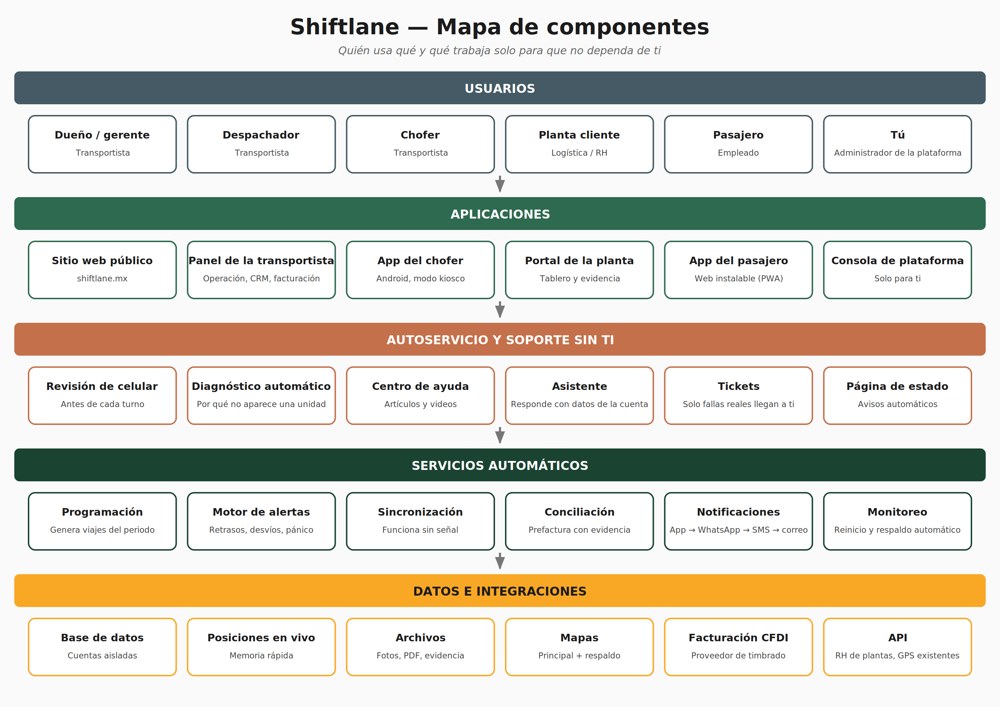 Shiftlane — Mapa de componentes
Quién usa qué y qué trabaja solo para que no dependa de ti
USUARIOS
Dueño / gerente
Transportista
Despachador
Transportista
Chofer
Transportista
Planta cliente
Logística / RH
Pasajero
Empleado
Tú
Administrador de la plataforma
APLICACIONES
Sitio web público
shiftlane.mx
Panel de la transportista
Operación, CRM, facturación
App del chofer
Android, modo kiosco
Portal de la planta
Tablero y evidencia
App del pasajero
Web instalable (PWA)
Consola de plataforma
Solo para ti
AUTOSERVICIO Y SOPORTE SIN TI
Revisión de celular
Antes de cada turno
Diagnóstico automático
Por qué no aparece una unidad
Centro de ayuda
Artículos y videos
Asistente
Responde con datos de la cuenta
Tickets
Solo fallas reales llegan a ti
Página de estado
Avisos automáticos
SERVICIOS AUTOMÁTICOS
Programación
Genera viajes del periodo
Motor de alertas
Retrasos, desvíos, pánico
Sincronización
Funciona sin señal
Conciliación
Prefactura con evidencia
Notificaciones
App → WhatsApp → SMS → correo
Monitoreo
Reinicio y respaldo automático
DATOS E INTEGRACIONES
Base de datos
Cuentas aisladas
Posiciones en vivo
Memoria rápida
Archivos
Fotos, PDF, evidencia
Mapas
Principal + respaldo
Facturación CFDI
Proveedor de timbrado
API
RH de plantas, GPS existentes